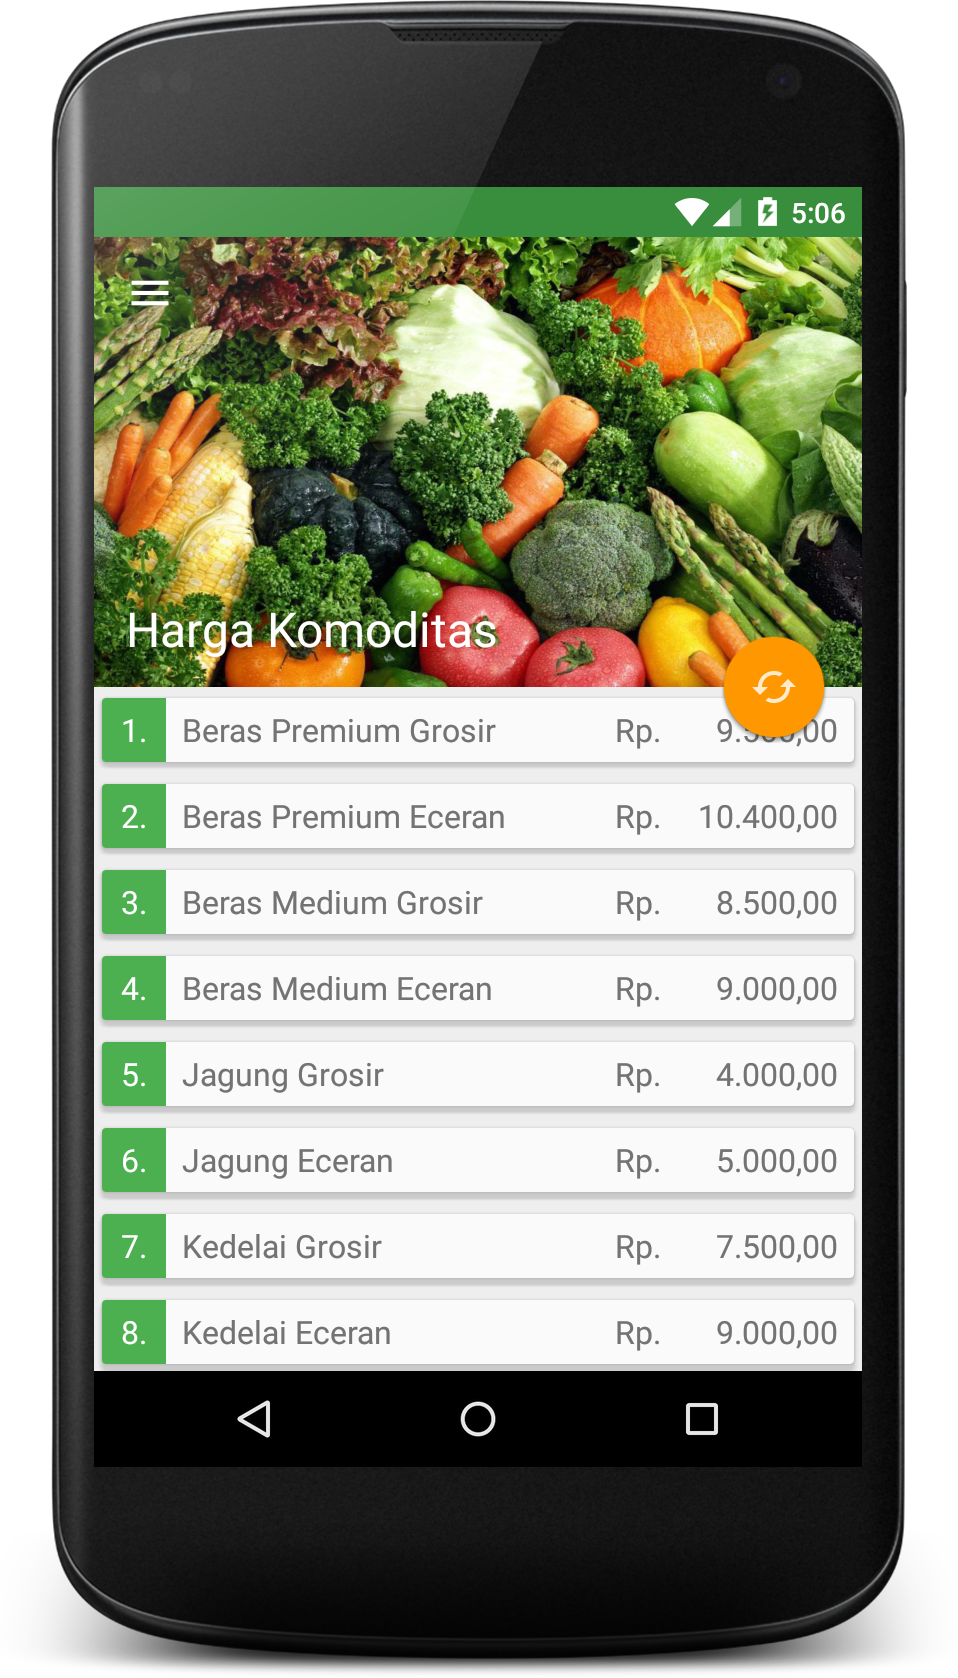 5:06
Harga Komoditas
1. Beras Premium Grosir Rp.
2. Beras Premium Eceran Rp. 10.400,00
3. Beras Medium Grosir Rp. 8.500,00
4. Beras Medium Eceran Rp. 9.000,00
5. Jagung Grosir Rp. 4.000,00
6. Jagung Eceran Rp. 5.000,00
7. Kedelai Grosir Rp. 7.500,00
8. Kedelai Eceran Rp. 9.000,00